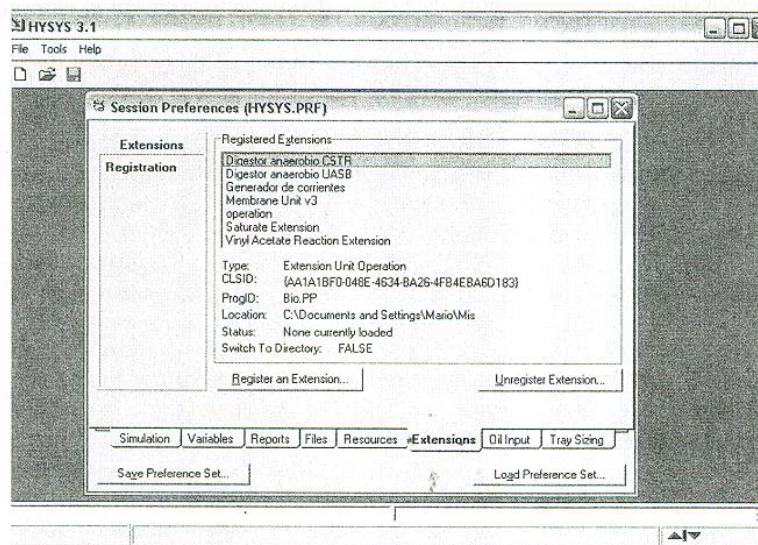 HYSYS 3.1
File Tools Help
Session Preferences (HYSYS.PRF)
Extensions
Registration
Registered Extensions
Digestor anaerobio CSTR
Digestor anaerobio UASB
Generador de corrientes
Membrane Unit v3
operation
Saturate Extension
Vinyl Acetate Reaction Extension
Type: Extension Unit Operation
CLSID: {AA1A1BF0-048E-4634-BA26-4FB4EBA6D183}
ProgID: Bio.PP
Location: C:\Documents and Settings\Mario\Mis
Status: None currently loaded
Switch To Directory: FALSE
Register an Extension... Unregister Extension...
Simulation Variables Reports Files Resources Extensions Oil Input Tray Sizing
Save Preference Set... Load Preference Set...